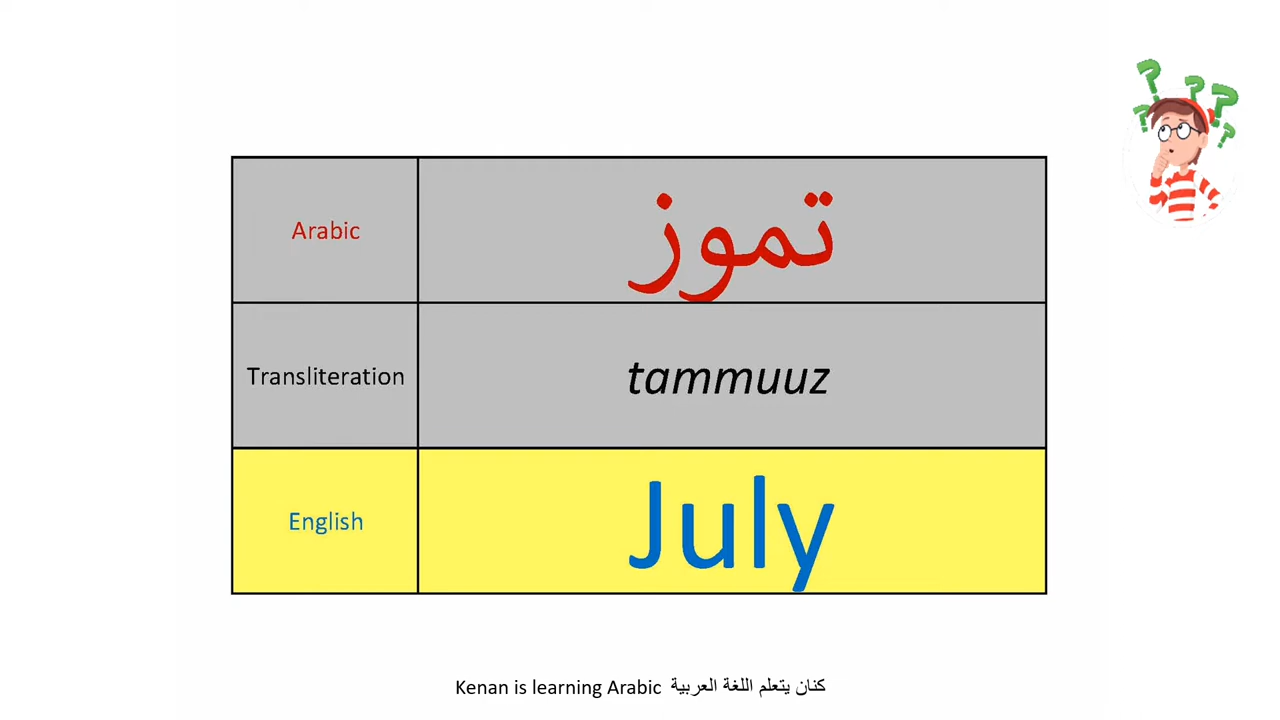 Arabic تموز
Transliteration tammuuz
English July
Kenan is learning Arabic كنان يتعلم اللغة العربية